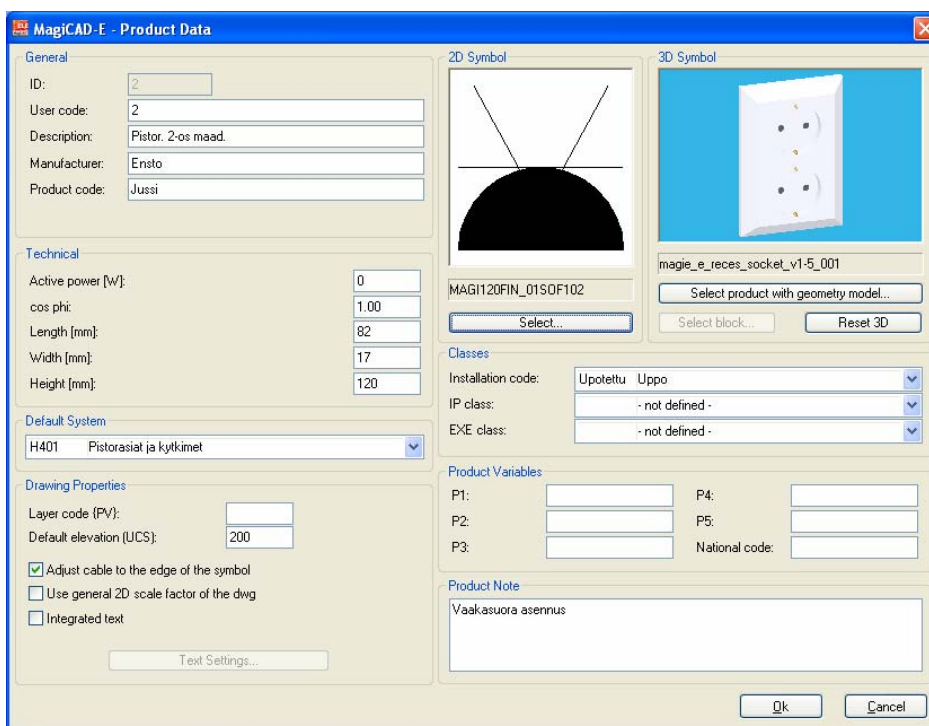 MagiCAD-E - Product Data
General
ID: 2
User code: 2
Description: Pistor. 2-os maad.
Manufacturer: Ensto
Product code: Jussi
Technical
Active power [W]: 0
cos phi: 1.00
Length [mm]: 82
Width [mm]: 17
Height [mm]: 120
Default System
H401 Pistorasiat ja kytkimet
Drawing Properties
Layer code {PV}:
Default elevation (UCS): 200
Adjust cable to the edge of the symbol
Use general 2D scale factor of the dwg
Integrated text
Text Settings...
2D Symbol
MAGI120FIN_01SOF102
Select...
3D Symbol
magie_e_reces_socket_v1-5_001
Select product with geometry model...
Select block... Reset 3D
Classes
Installation code: Upotettu Uppo
IP class: - not defined -
EXE class: - not defined -
Product Variables
P1: P4:
P2: P5:
P3: National code:
Product Note
Vaakasuora asennus
Ok Cancel